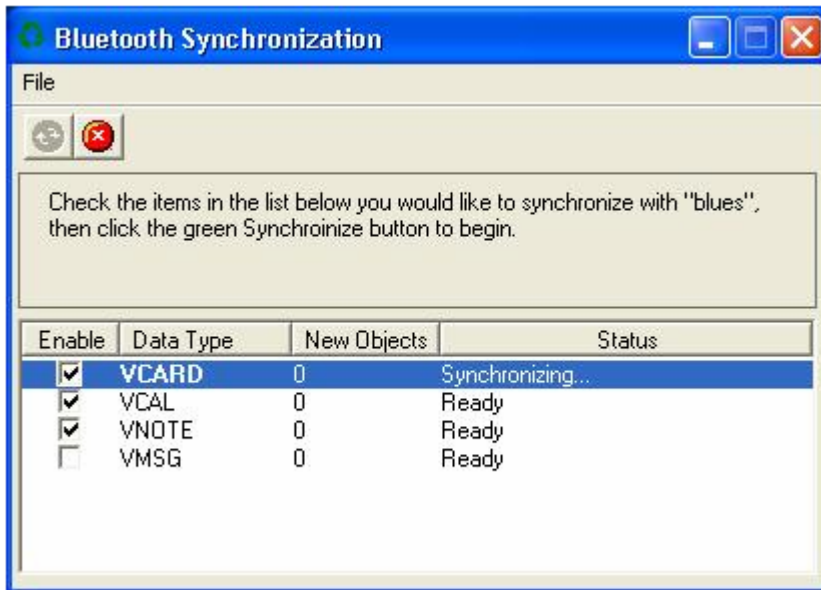 Bluetooth Synchronization
File
Check the items in the list below you would like to synchronize with "blues",
then click the green Synchroinize button to begin.
Enable Data Type New Objects Status
VCARD 0 Synchronizing...
VCAL 0 Ready
VNOTE 0 Ready
VMSG 0 Ready